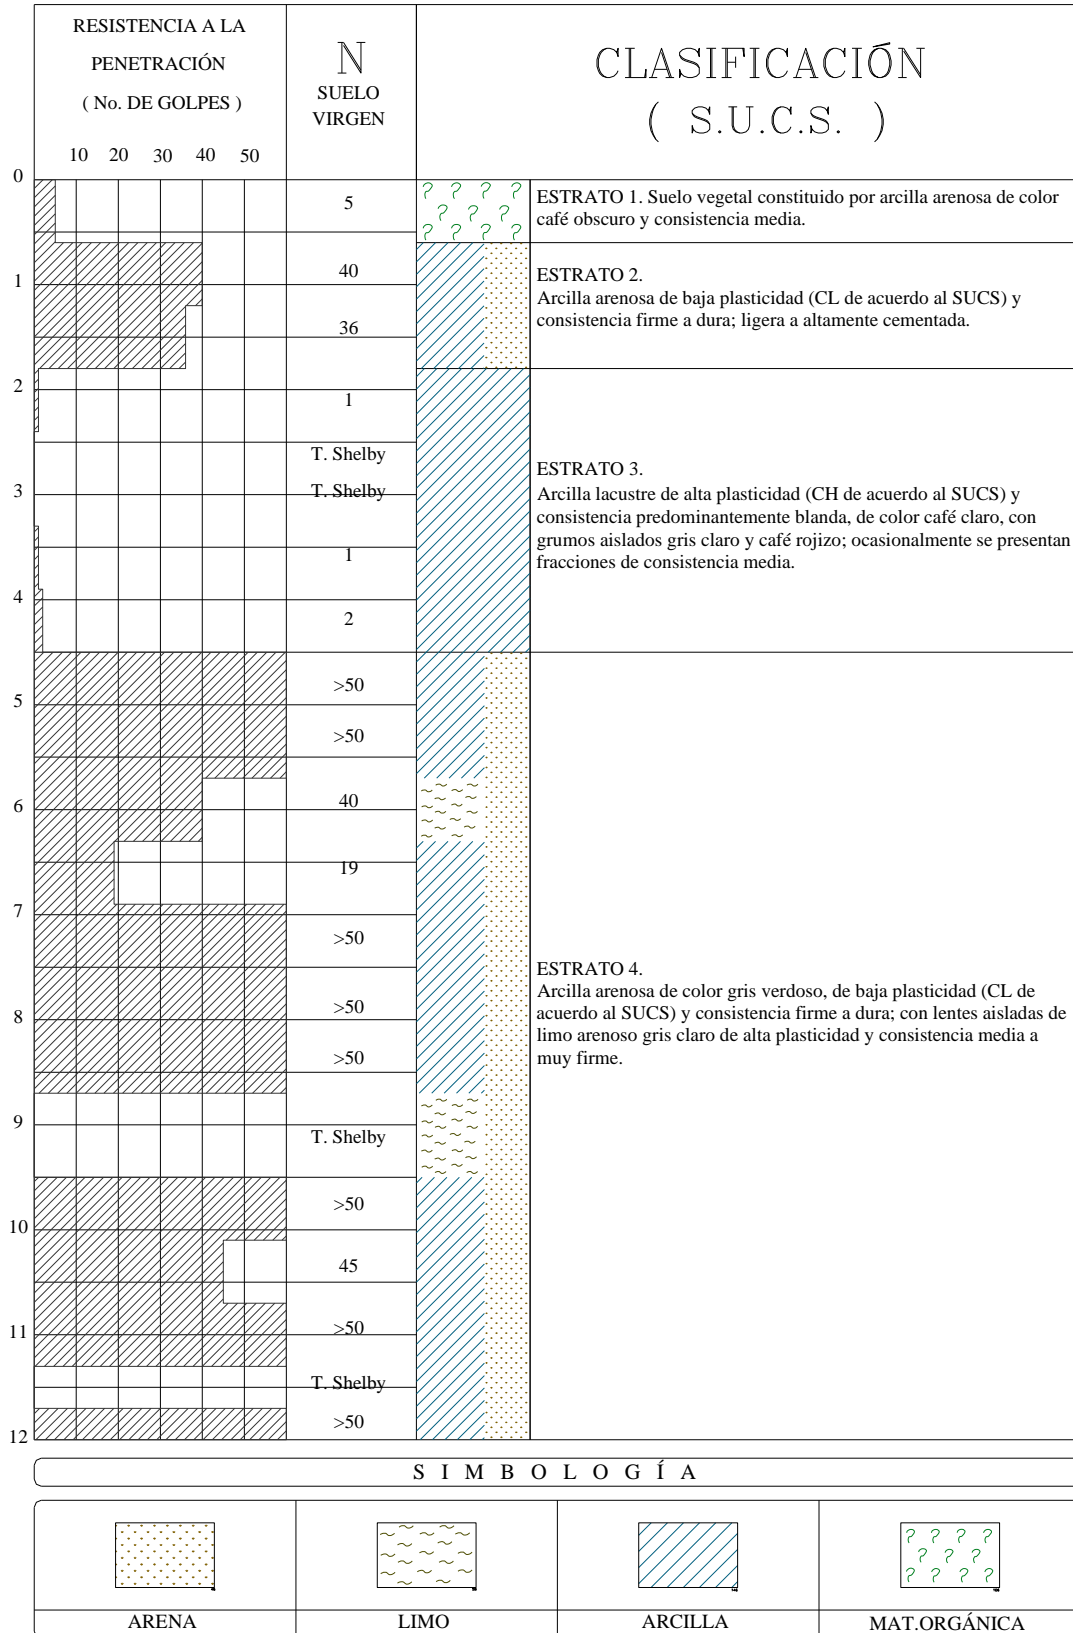 RESISTENCIA A LA
PENETRACIÓN
( No. DE GOLPES )
10 20 30 40 50
N
SUELO
VIRGEN
CLASIFICACIÓN
( S.U.C.S. )
0
5
ESTRATO 1. Suelo vegetal constituido por arcilla arenosa de color
café obscuro y consistencia media.
1
40
36
ESTRATO 2.
Arcilla arenosa de baja plasticidad (CL de acuerdo al SUCS) y
consistencia firme a dura; ligera a altamente cementada.
2
1
T. Shelby
3
T. Shelby
1
4
2
ESTRATO 3.
Arcilla lacustre de alta plasticidad (CH de acuerdo al SUCS) y
consistencia predominantemente blanda, de color café claro, con
grumos aislados gris claro y café rojizo; ocasionalmente se presentan
fracciones de consistencia media.
>50
5
>50
6
40
19
7
>50
8
>50
>50
9
T. Shelby
>50
10
45
11
>50
T. Shelby
>50
12
ESTRATO 4.
Arcilla arenosa de color gris verdoso, de baja plasticidad (CL de
acuerdo al SUCS) y consistencia firme a dura; con lentes aisladas de
limo arenoso gris claro de alta plasticidad y consistencia media a
muy firme.
S I M B O L O G Í A
ARENA
LIMO
ARCILLA
MAT.ORGÁNICA